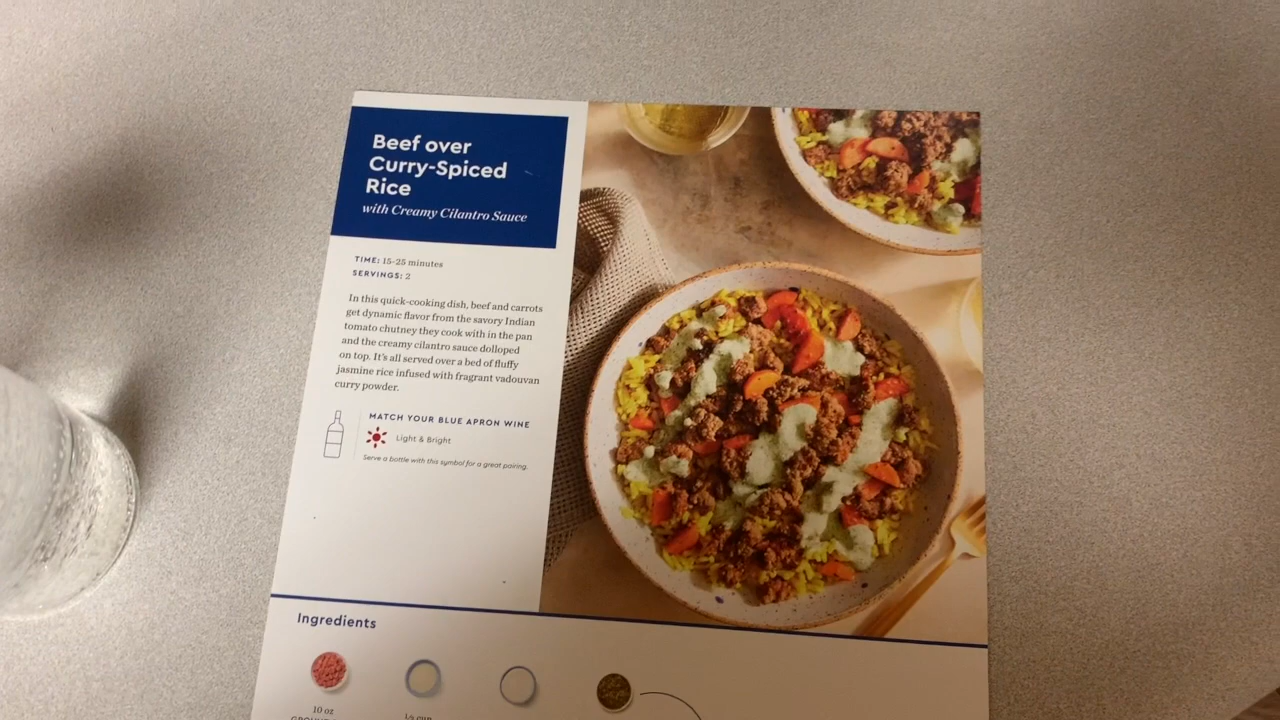 Beef over
Curry-Spiced
Rice
with Creamy Cilantro Sauce
TIME: 15-25 minutes
SERVINGS: 2
In this quick-cooking dish, beef and carrots
get dynamic flavor from the savory Indian
tomato chutney they cook with in the pan
and the creamy cilantro sauce dolloped
on top. It's all served over a bed of fluffy
jasmine rice infused with fragrant vadouvan
curry powder.
MATCH YOUR BLUE APRON WINE
Light & Bright
Serve a bottle with this symbol for a great pairing.
Ingredients
10 oz